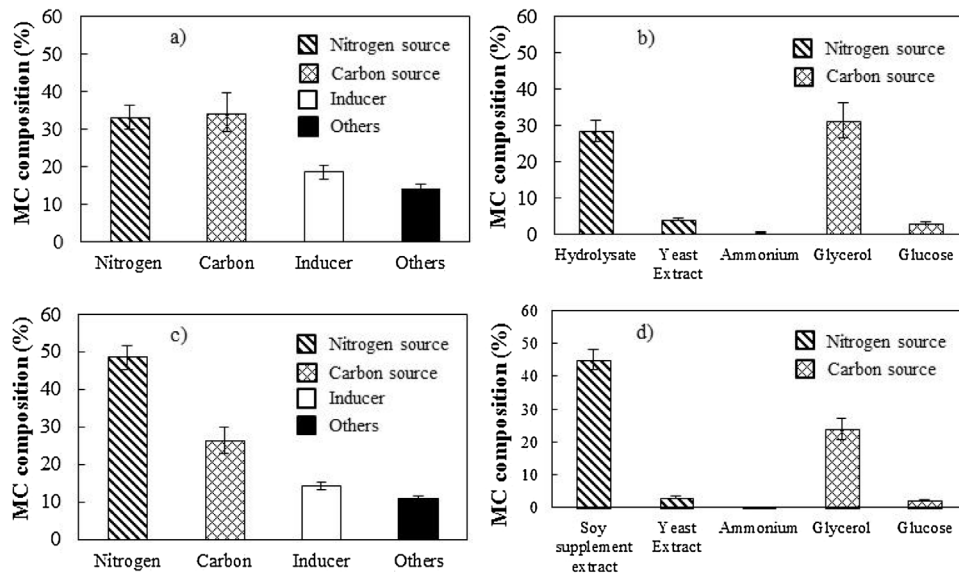 a)
MC composition (%)
60
50
40
30
20
10
0
Nitrogen source
Carbon source
Inducer
Others
Nitrogen Carbon Inducer Others
b)
MC composition (%)
60
50
40
30
20
10
0
Nitrogen source
Carbon source
Hydrolysate Yeast Ammonium Glycerol Glucose
Extract
c)
MC composition (%)
60
50
40
30
20
10
0
Nitrogen source
Carbon source
Inducer
Others
Nitrogen Carbon Inducer Others
d)
MC composition (%)
60
50
40
30
20
10
0
Nitrogen source
Carbon source
Soy Yeast Ammonium Glycerol Glucose
supplement Extract
extract